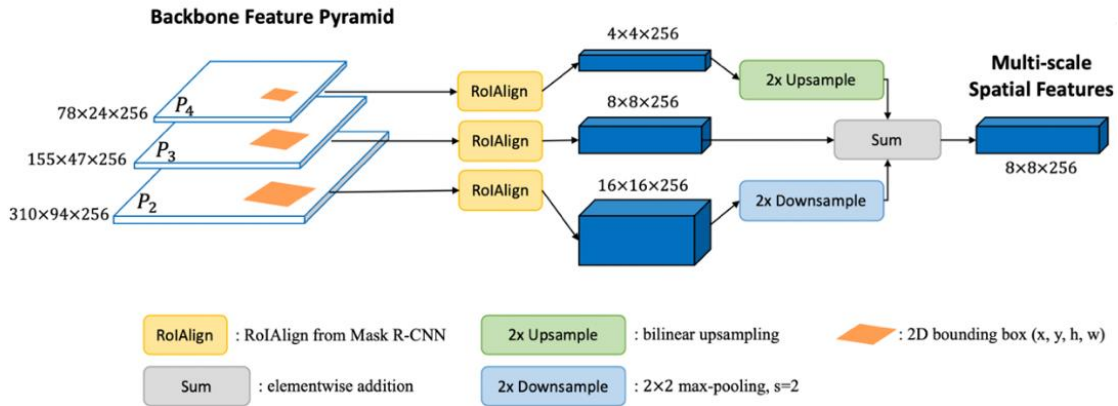 Backbone Feature Pyramid
P₄
78×24×256
P₃
155×47×256
P₂
310×94×256
RoIAlign
RoIAlign
RoIAlign
4×4×256
8×8×256
16×16×256
2x Upsample
2x Downsample
Sum
Multi-scale
Spatial Features
8×8×256
RoIAlign : RoIAlign from Mask R-CNN
2x Upsample : bilinear upsampling
: 2D bounding box (x, y, h, w)
Sum : elementwise addition
2x Downsample : 2×2 max-pooling, s=2